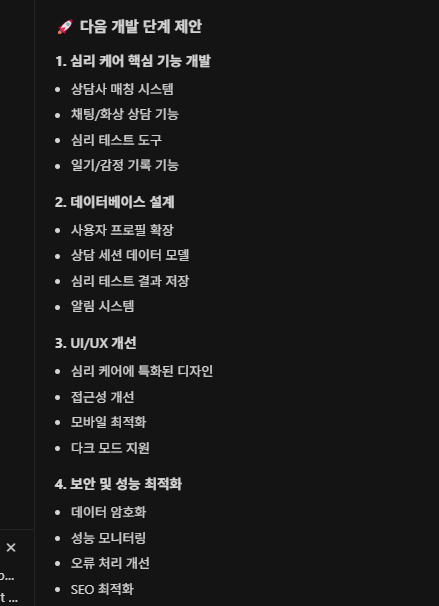 🚀 다음 개발 단계 제안
1. 심리 케어 핵심 기능 개발
• 상담사 매칭 시스템
• 채팅/화상 상담 기능
• 심리 테스트 도구
• 일기/감정 기록 기능
2. 데이터베이스 설계
• 사용자 프로필 확장
• 상담 세션 데이터 모델
• 심리 테스트 결과 저장
• 알림 시스템
3. UI/UX 개선
• 심리 케어에 특화된 디자인
• 접근성 개선
• 모바일 최적화
• 다크 모드 지원
4. 보안 및 성능 최적화
• 데이터 암호화
• 성능 모니터링
• 오류 처리 개선
• SEO 최적화